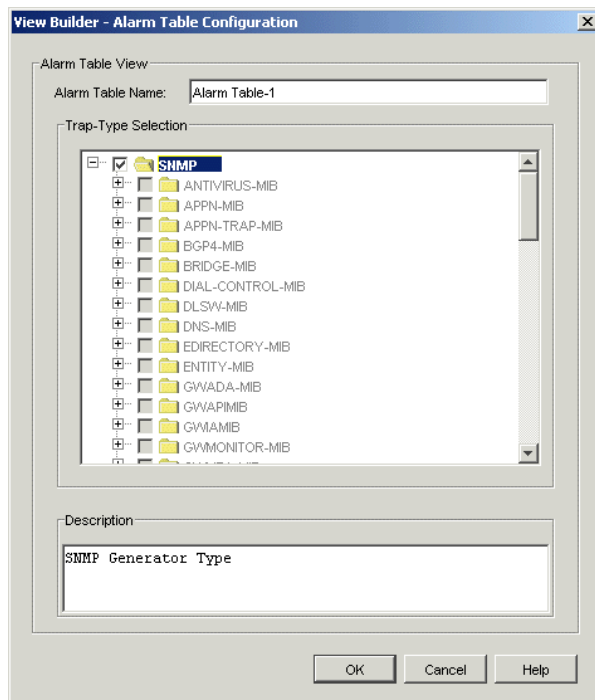 View Builder - Alarm Table Configuration
Alarm Table View
Alarm Table Name: Alarm Table-1
Trap-Type Selection
SNMP
ANTIVIRUS-MIB
APPN-MIB
APPN-TRAP-MIB
BGP4-MIB
BRIDGE-MIB
DIAL-CONTROL-MIB
DLSW-MIB
DNS-MIB
EDIRECTORY-MIB
ENTITY-MIB
GWADA-MIB
GWAPIMIB
GWIAMIB
GWMONITOR-MIB
Description
SNMP Generator Type
OK Cancel Help